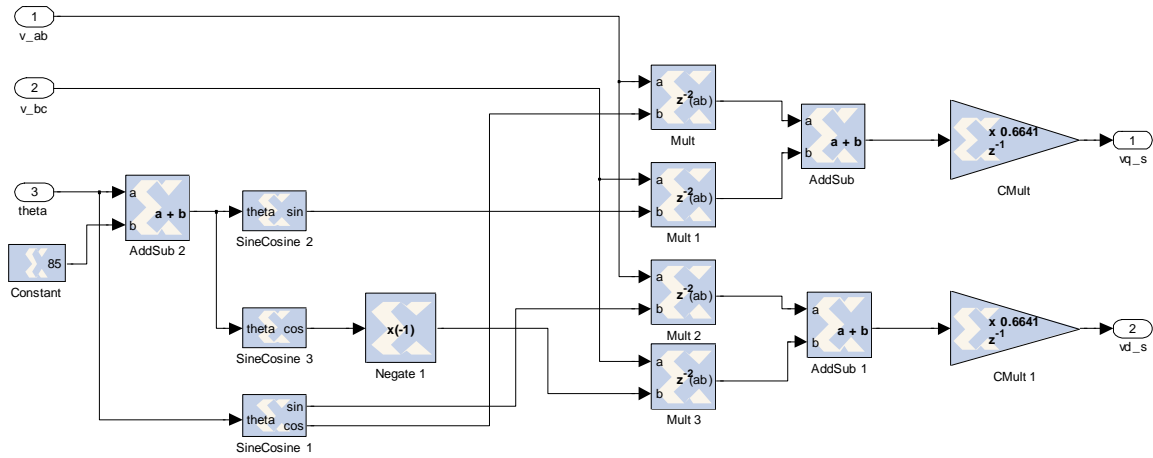 1
v_ab
2
v_bc
3
theta
85
Constant
a
b
a + b
AddSub 2
theta sin
SineCosine 2
theta cos
SineCosine 3
x(-1)
Negate 1
theta sin
cos
SineCosine 1
a
b
z-2(ab)
Mult
a
b
z-2(ab)
Mult 1
a
b
z-2(ab)
Mult 2
a
b
z-2(ab)
Mult 3
a
b
a + b
AddSub
a
b
a + b
AddSub 1
x 0.6641
z-1
CMult
x 0.6641
z-1
CMult 1
1
vq_s
2
vd_s